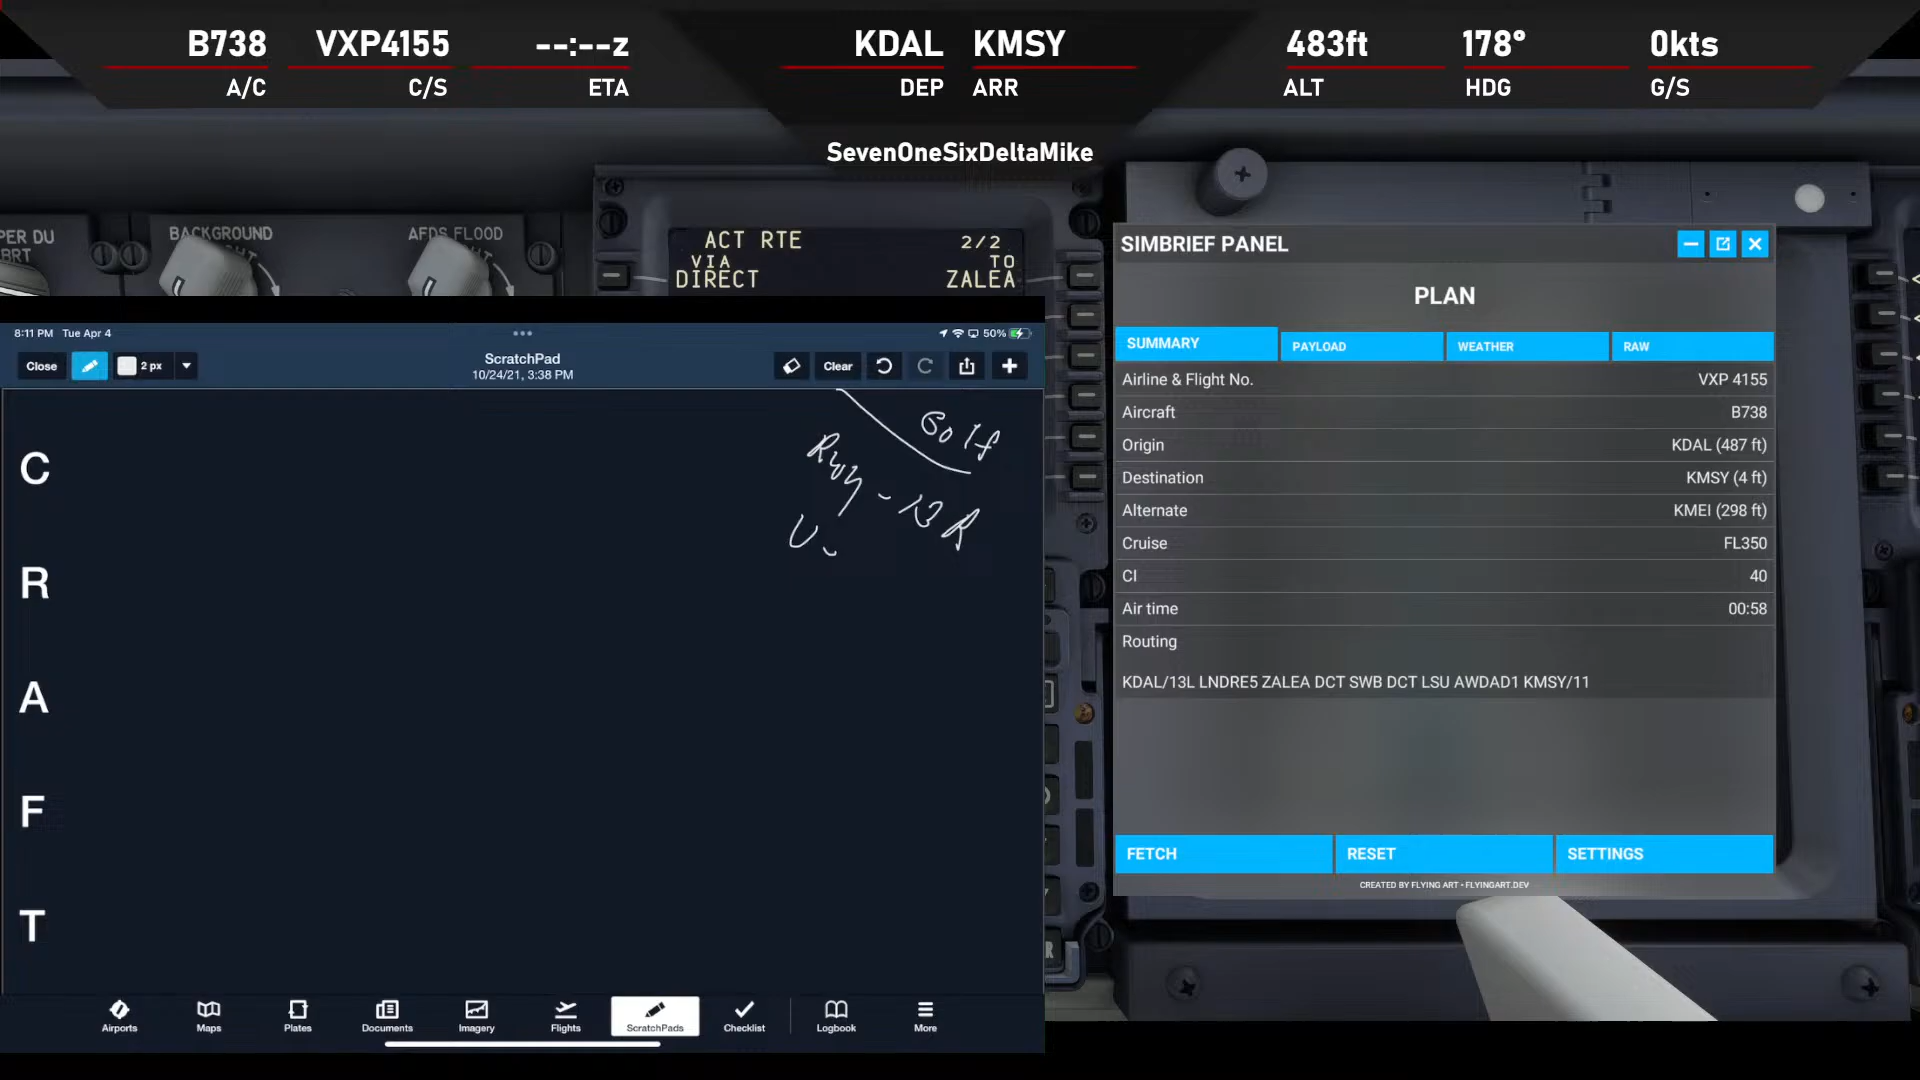 B738 VXP4155 --:--z KDAL KMSY 483ft 178° 0kts
A/C C/S ETA DEP ARR ALT HDG G/S
SevenOneSixDeltaMike
BACKGROUND
AFDS FLOOD
ACT RTE 2/2
VIA TO
DIRECT ZALEA
8:11 PM Tue Apr 4
50%
Close
2 px
ScratchPad
10/24/21, 3:38 PM
Clear
Golf
Rwy - 13R
C
R
A
F
T
Airports
Maps
Plates
Documents
Imagery
Flights
ScratchPads
Checklist
Logbook
More
SIMBRIEF PANEL
PLAN
SUMMARY PAYLOAD WEATHER RAW
Airline & Flight No. VXP 4155
Aircraft B738
Origin KDAL (487 ft)
Destination KMSY (4 ft)
Alternate KMEI (298 ft)
Cruise FL350
CI 40
Air time 00:58
Routing
KDAL/13L LNDRE5 ZALEA DCT SWB DCT LSU AWDAD1 KMSY/11
FETCH RESET SETTINGS
CREATED BY FLYING ART • FLYINGART.DEV